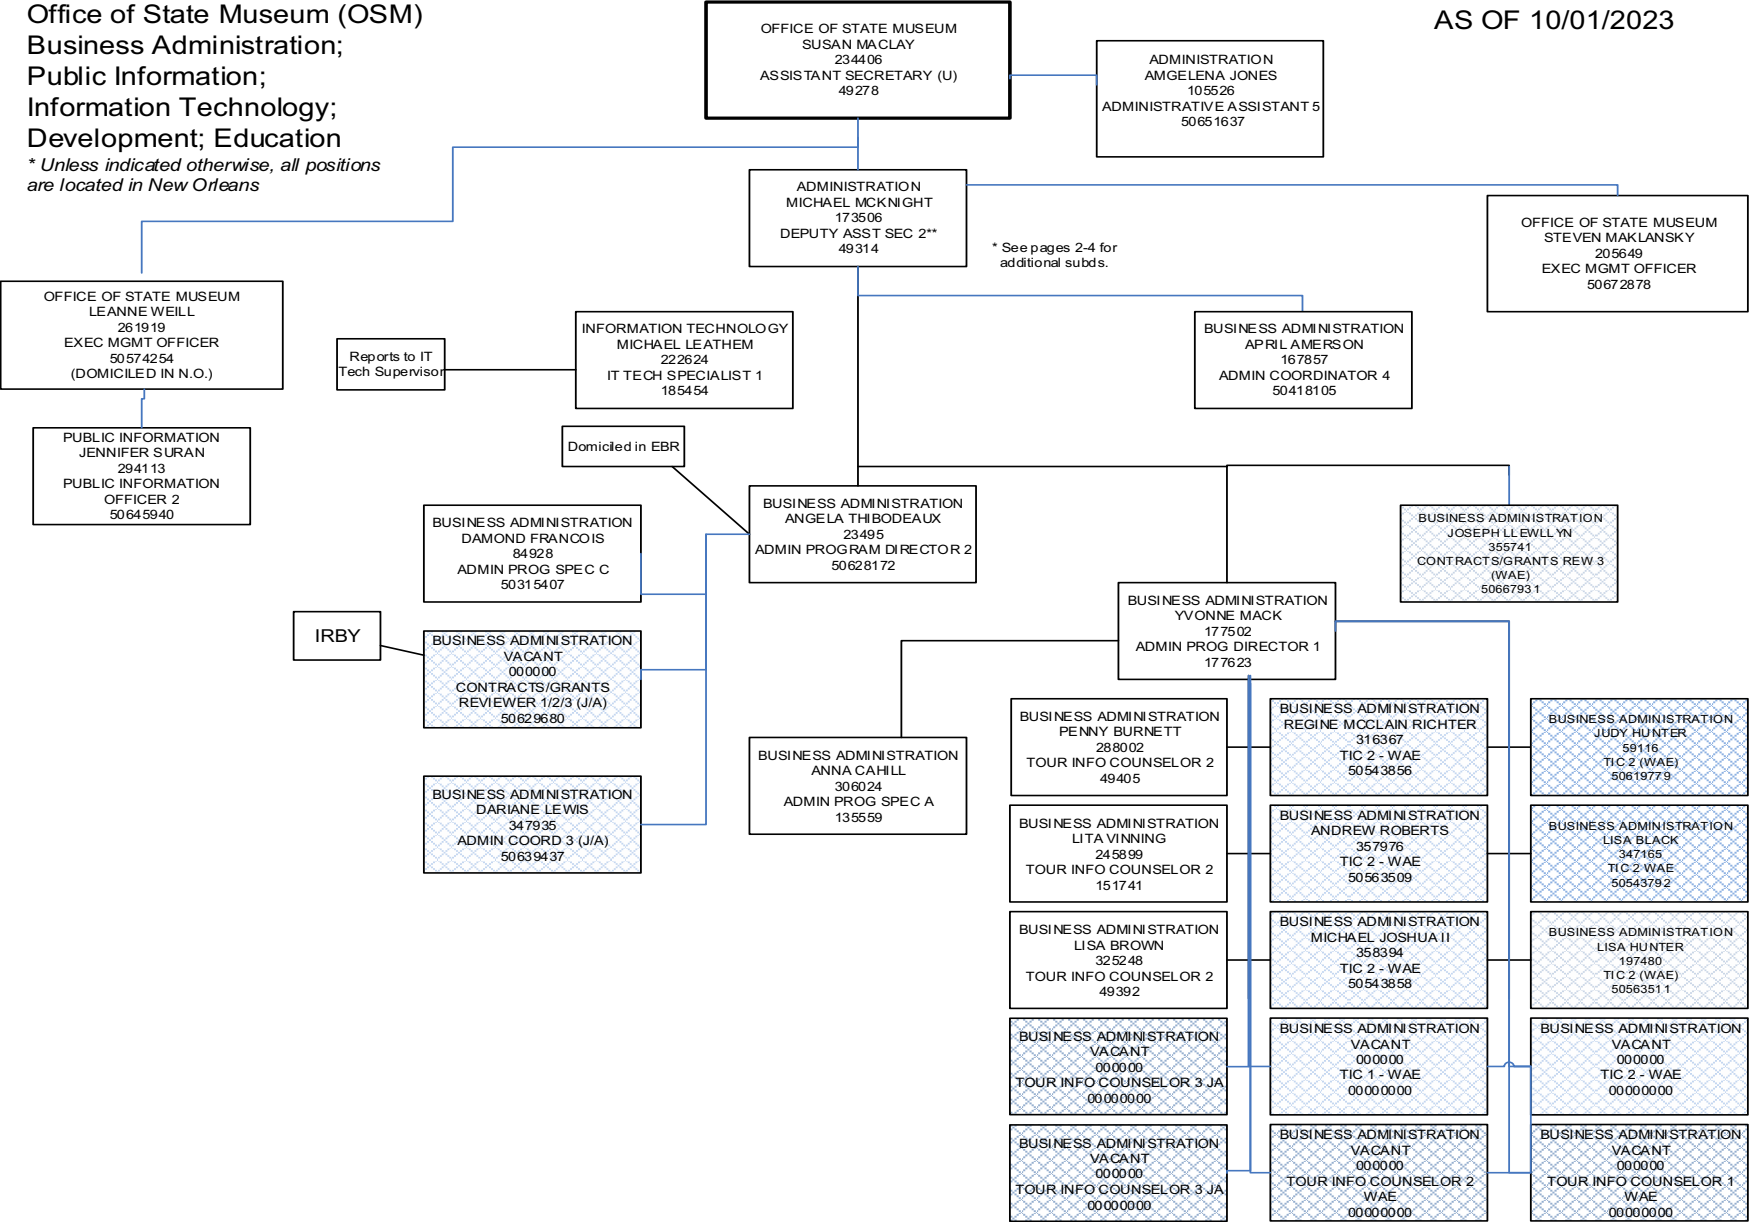 Office of State Museum (OSM)
Business Administration;
Public Information;
Information Technology;
Development; Education
* Unless indicated otherwise, all positions
are located in New Orleans
OFFICE OF STATE MUSEUM
SUSAN MACLAY
234406
ASSISTANT SECRETARY (U)
49278
ADMINISTRATION
AMGELENA JONES
105526
ADMINISTRATIVE ASSISTANT 5
50651637
AS OF 10/01/2023
ADMINISTRATION
MICHAEL MCKNIGHT
173506
DEPUTY ASST SEC 2**
49314
* See pages 2-4 for
additional subds.
OFFICE OF STATE MUSEUM
STEVEN MAKLANSKY
205649
EXEC MGMT OFFICER
50672878
OFFICE OF STATE MUSEUM
LEANNE WEILL
261919
EXEC MGMT OFFICER
50574254
(DOMICILED IN N.O.)
Reports to IT
Tech Supervisor
INFORMATION TECHNOLOGY
MICHAEL LEATHEM
222624
IT TECH SPECIALIST 1
185454
BUSINESS ADMINISTRATION
APRIL AMERSON
167857
ADMIN COORDINATOR 4
50418105
PUBLIC INFORMATION
JENNIFER SURAN
294113
PUBLIC INFORMATION
OFFICER 2
50645940
Domiciled in EBR
BUSINESS ADMINISTRATION
ANGELA THIBODEAUX
23495
ADMIN PROGRAM DIRECTOR 2
50628172
BUSINESS ADMINISTRATION
DAMOND FRANCOIS
84928
ADMIN PROG SPEC C
50315407
BUSINESS ADMINISTRATION
JOSEPH LLEWLLYN
355741
CONTRACTS/GRANTS REW 3
(WAE)
50667931
BUSINESS ADMINISTRATION
YVONNE MACK
177502
ADMIN PROG DIRECTOR 1
177623
IRBY
BUSINESS ADMINISTRATION
VACANT
000000
CONTRACTS/GRANTS
REVIEWER 1/2/3 (J/A)
50629680
BUSINESS ADMINISTRATION
DARIANE LEWIS
347935
ADMIN COORD 3 (J/A)
50639437
BUSINESS ADMINISTRATION
ANNA CAHILL
306024
ADMIN PROG SPEC A
135559
BUSINESS ADMINISTRATION
PENNY BURNETT
288002
TOUR INFO COUNSELOR 2
49405
BUSINESS ADMINISTRATION
REGINE MCCLAIN RICHTER
316367
TIC 2 - WAE
50543856
BUSINESS ADMINISTRATION
JUDY HUNTER
59116
TIC 2 (WAE)
50619779
BUSINESS ADMINISTRATION
LITA VINNING
245899
TOUR INFO COUNSELOR 2
151741
BUSINESS ADMINISTRATION
ANDREW ROBERTS
357976
TIC 2 - WAE
50563509
BUSINESS ADMINISTRATION
LISA BLACK
347165
TIC 2 WAE
50543792
BUSINESS ADMINISTRATION
LISA BROWN
325248
TOUR INFO COUNSELOR 2
49392
BUSINESS ADMINISTRATION
MICHAEL JOSHUA II
358394
TIC 2 - WAE
50543858
BUSINESS ADMINISTRATION
LISA HUNTER
197480
TIC 2 (WAE)
50563511
BUSINESS ADMINISTRATION
VACANT
000000
TOUR INFO COUNSELOR 3 JA
00000000
BUSINESS ADMINISTRATION
VACANT
000000
TIC 1 - WAE
00000000
BUSINESS ADMINISTRATION
VACANT
000000
TIC 2 - WAE
00000000
BUSINESS ADMINISTRATION
VACANT
000000
TOUR INFO COUNSELOR 3 JA
00000000
BUSINESS ADMINISTRATION
VACANT
000000
TOUR INFO COUNSELOR 2
WAE
00000000
BUSINESS ADMINISTRATION
VACANT
000000
TOUR INFO COUNSELOR 1
WAE
00000000